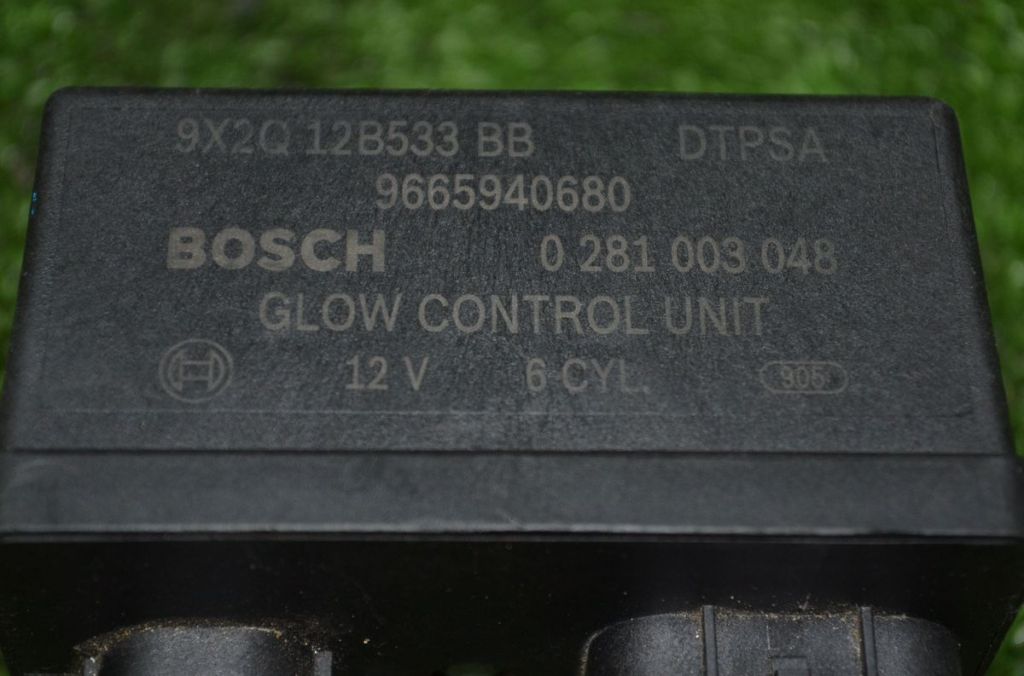 9X2Q 12B533 BB DTPSA
9665940680
BOSCH 0 281 003 048
GLOW CONTROL UNIT
12 V 6 CYL. 905